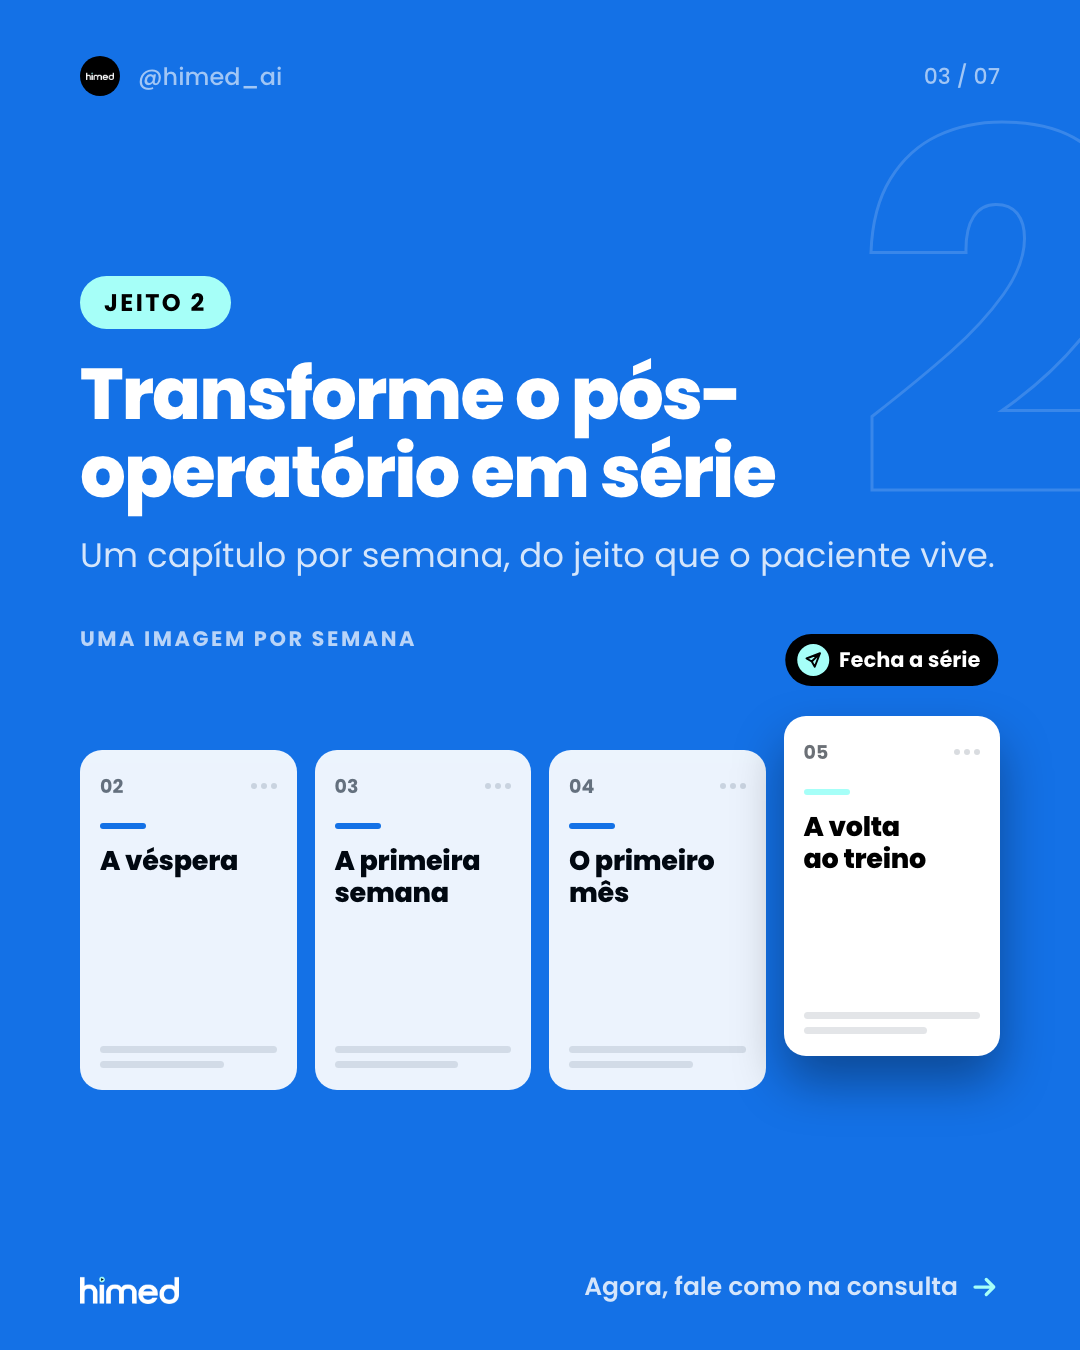 himed
@himed_ai
03 / 07
2
JEITO 2
Transforme o pós-
operatório em série
Um capítulo por semana, do jeito que o paciente vive.
UMA IMAGEM POR SEMANA
Fecha a série
02
A véspera
03
A primeira
semana
04
O primeiro
mês
05
A volta
ao treino
himed
Agora, fale como na consulta →